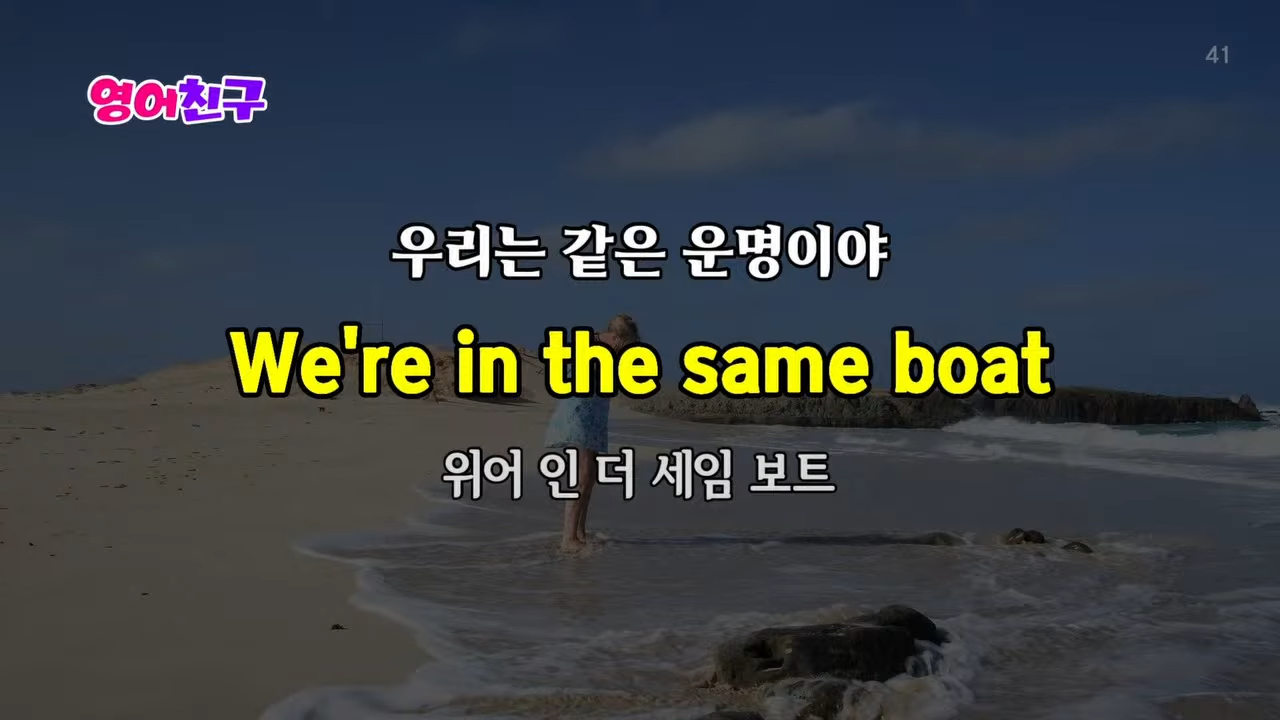 41
영어친구
우리는 같은 운명이야
We're in the same boat
위어 인 더 세임 보트